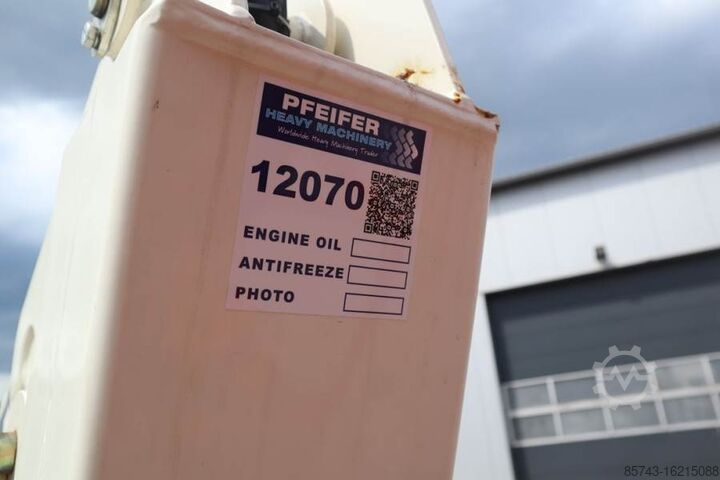 PFEIFER
HEAVY MACHINERY
Worldwide Heavy Machinery Trader
12070
ENGINE OIL
ANTIFREEZE
PHOTO
85743-16215088